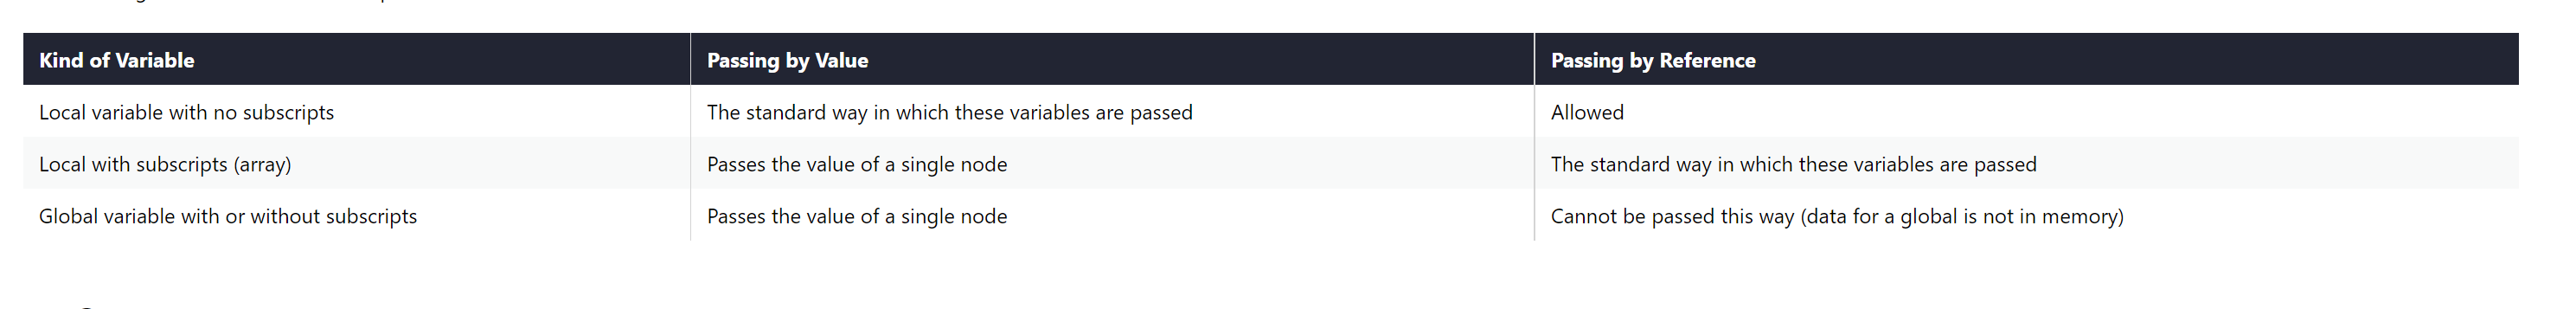 Kind of Variable Passing by Value Passing by Reference
Local variable with no subscripts The standard way in which these variables are passed Allowed
Local with subscripts (array) Passes the value of a single node The standard way in which these variables are passed
Global variable with or without subscripts Passes the value of a single node Cannot be passed this way (data for a global is not in memory)